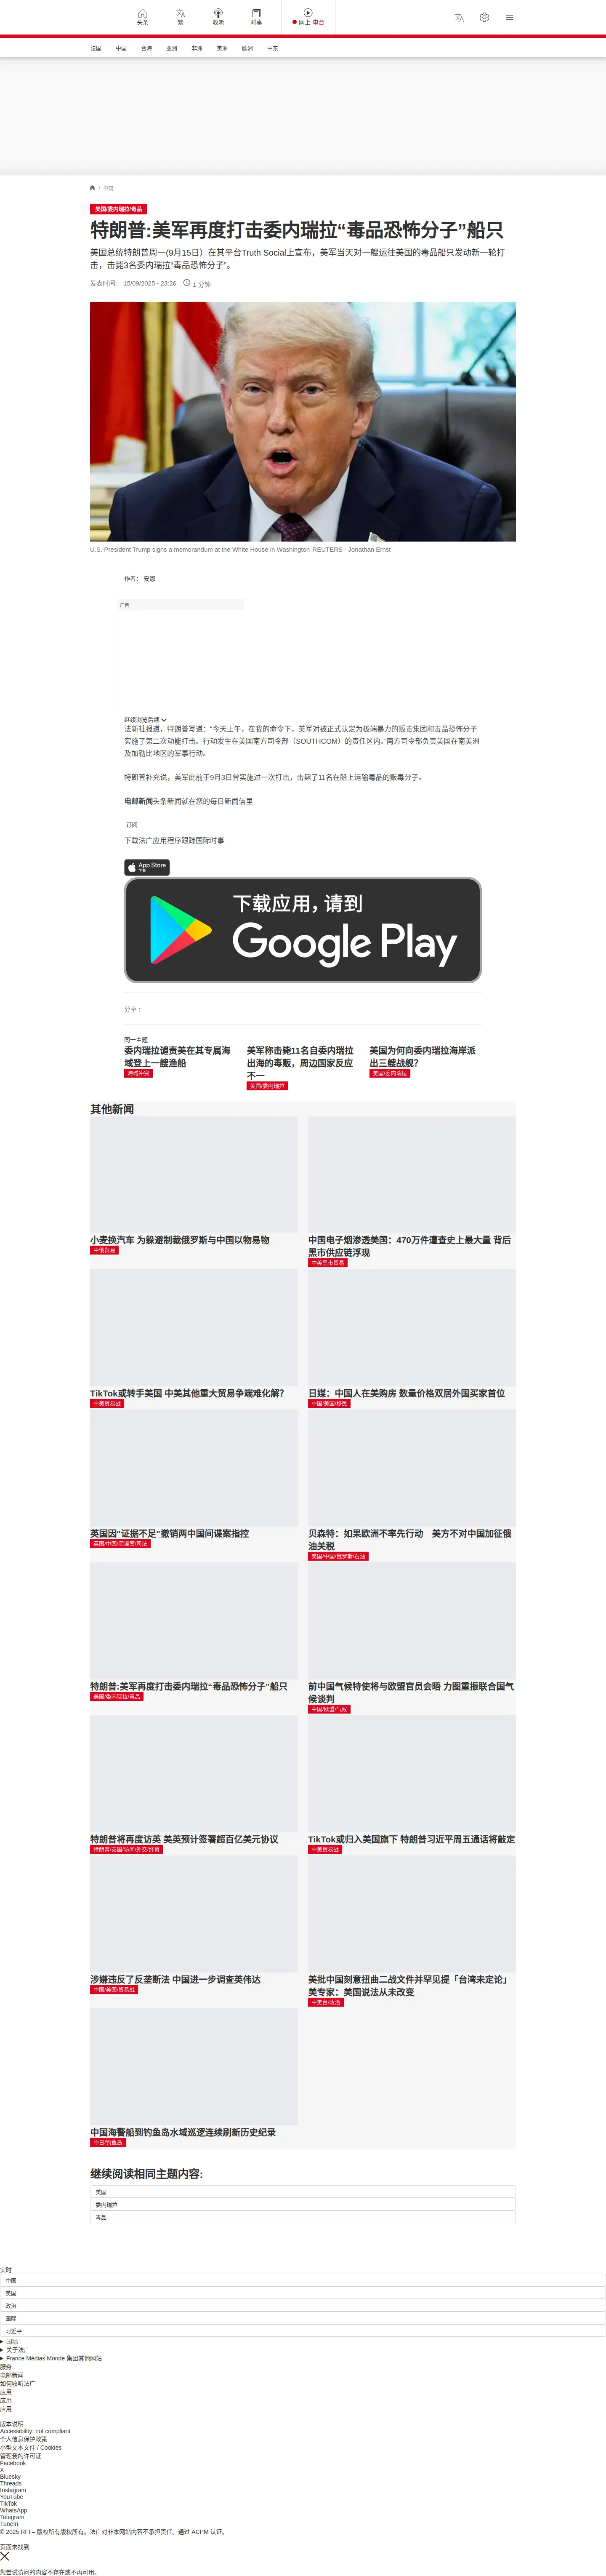 头条
繁
收听
时事
网上 电台
法国 中国 台海 亚洲 非洲 美洲 欧洲 中东
/ 中国
美国/委内瑞拉/毒品
特朗普:美军再度打击委内瑞拉“毒品恐怖分子”船只
美国总统特朗普周一(9月15日）在其平台Truth Social上宣布，美军当天对一艘运往美国的毒品船只发动新一轮打
击，击毙3名委内瑞拉“毒品恐怖分子”。
发表时间： 15/09/2025 - 23:26 1 分钟
U.S. President Trump signs a memorandum at the White House in Washington REUTERS - Jonathan Ernst
作者： 安娜
广告
继续浏览后续
法新社报道，特朗普写道：“今天上午，在我的命令下，美军对被正式认定为极端暴力的贩毒集团和毒品恐怖分子
实施了第二次动能打击。行动发生在美国南方司令部（SOUTHCOM）的责任区内。”南方司令部负责美国在南美洲
及加勒比地区的军事行动。
特朗普补充说，美军此前于9月3日曾实施过一次打击，击毙了11名在船上运输毒品的贩毒分子。
电邮新闻头条新闻就在您的每日新闻信里
订阅
下载法广应用程序跟踪国际时事
App Store
下载
下载应用，请到
Google Play
分享 :
同一主题
委内瑞拉谴责美在其专属海
域登上一艘渔船
海域冲突
美军称击毙11名自委内瑞拉
出海的毒贩，周边国家反应
不一
美国/委内瑞拉
美国为何向委内瑞拉海岸派
出三艘战舰？
美国/委内瑞拉
其他新闻
小麦换汽车 为躲避制裁俄罗斯与中国以物易物
中俄贸易
中国电子烟渗透美国：470万件遭查史上最大量 背后
黑市供应链浮现
中美黑市贸易
TikTok或转手美国 中美其他重大贸易争端难化解？
中美贸易战
日媒：中国人在美购房 数量价格双居外国买家首位
中国/美国/移民
英国因"证据不足"撤销两中国间谍案指控
英国/中国/间谍案/司法
贝森特：如果欧洲不率先行动　美方不对中国加征俄
油关税
美国/中国/俄罗斯/石油
特朗普:美军再度打击委内瑞拉“毒品恐怖分子”船只
美国/委内瑞拉/毒品
前中国气候特使将与欧盟官员会晤 力图重振联合国气
候谈判
中国/欧盟/气候
特朗普将再度访英 美英预计签署超百亿美元协议
特朗普/英国/访问/外交/经贸
TikTok或归入美国旗下 特朗普习近平周五通话将敲定
中美贸易战
涉嫌违反了反垄断法 中国进一步调查英伟达
中国/美国/贸易战
美批中国刻意扭曲二战文件并罕见提「台湾未定论」
美专家：美国说法从未改变
中美台/政治
中国海警船到钓鱼岛水域巡逻连续刷新历史纪录
中日/钓鱼岛
继续阅读相同主题内容:
美国
委内瑞拉
毒品
实时
中国
美国
政治
国际
习近平
国际
关于法广
France Médias Monde 集团其他网站
服务
电邮新闻
如何收听法广
应用
应用
应用
版本说明
Accessibility: not compliant
个人信息保护政策
小型文本文件 / Cookies
管理我的许可证
Facebook
X
Bluesky
Threads
Instagram
YouTube
TikTok
WhatsApp
Telegram
TuneIn
© 2025 RFI – 版权所有版权所有。法广对非本网站内容不承担责任。通过 ACPM 认证。
页面未找到
您尝试访问的内容不存在或不再可用。